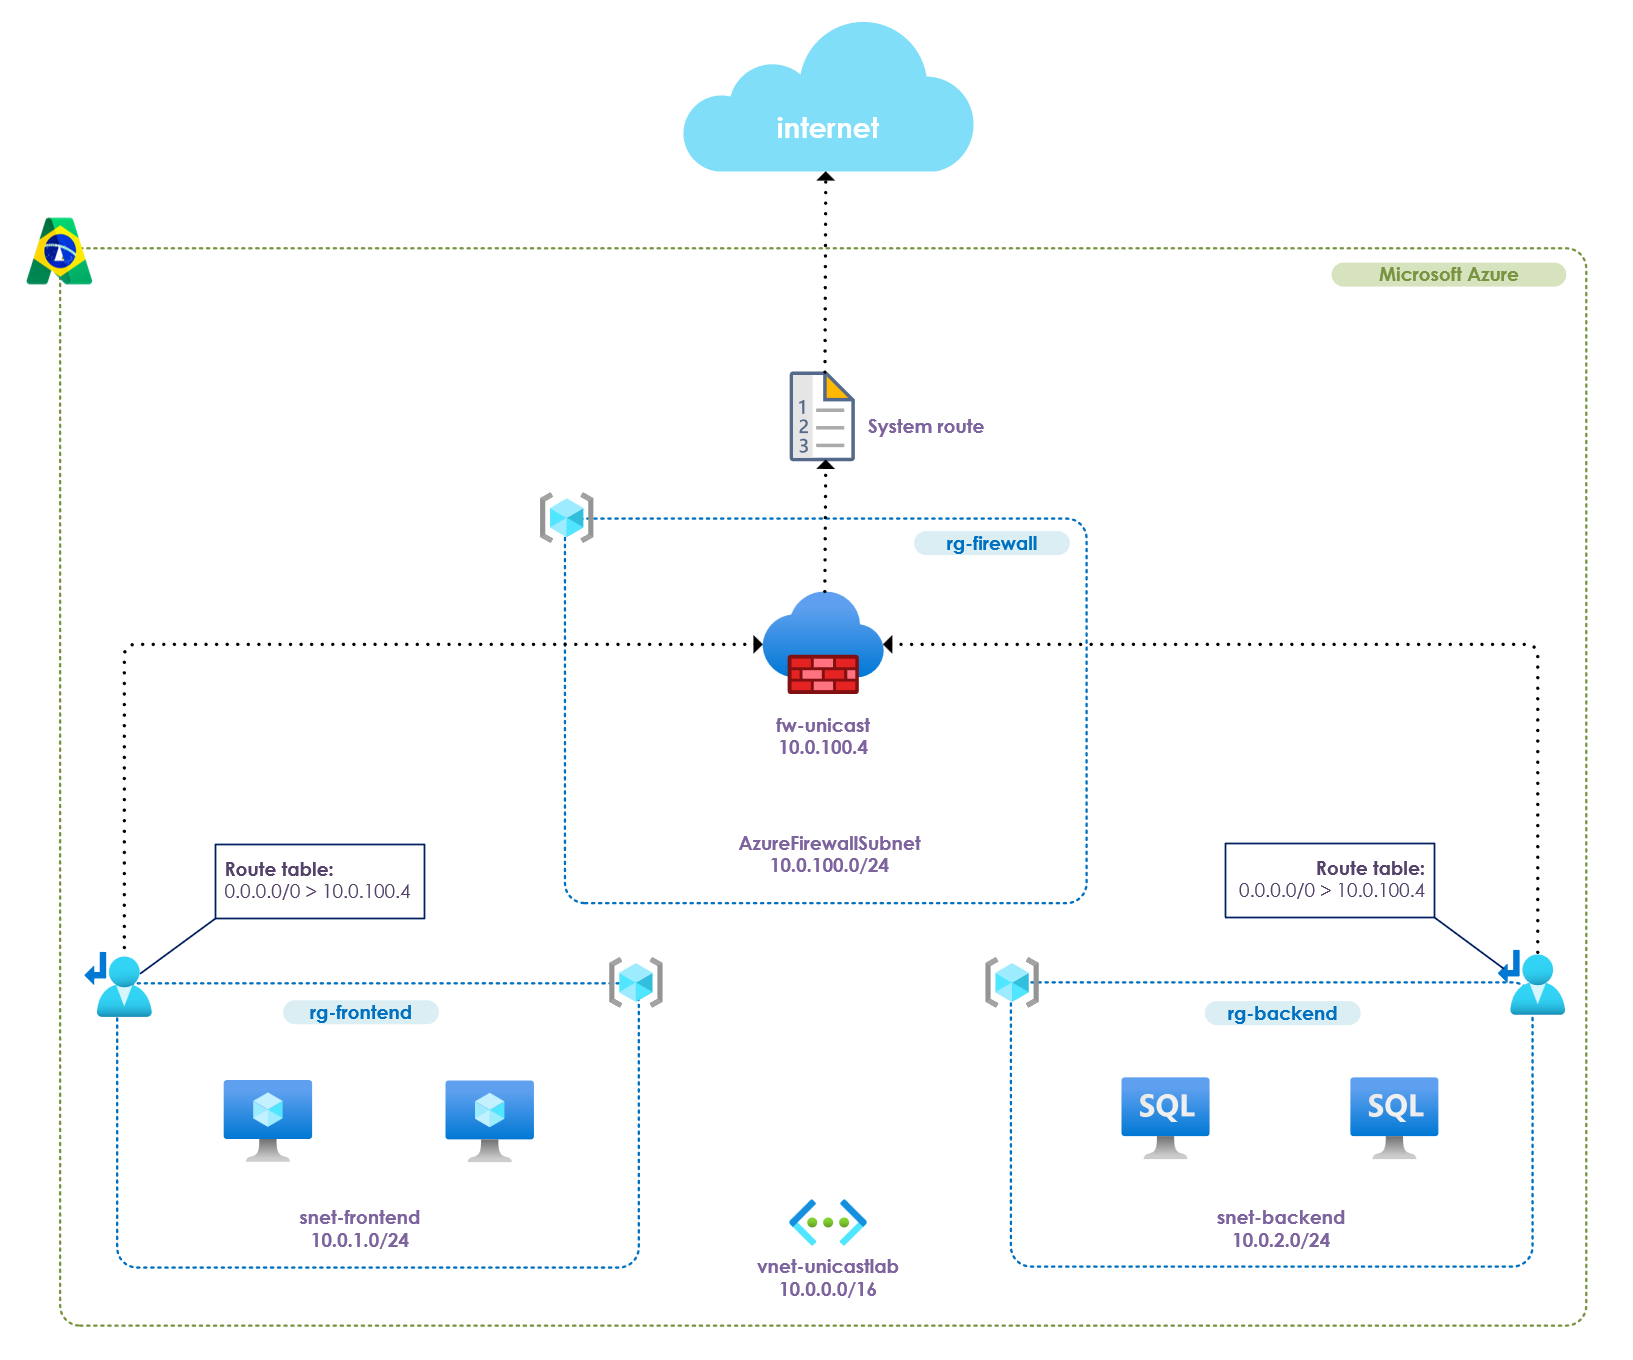 internet
Microsoft Azure
1
2
3
System route
rg-firewall
fw-unicast
10.0.100.4
AzureFirewallSubnet
10.0.100.0/24
Route table:
0.0.0.0/0 > 10.0.100.4
Route table:
0.0.0.0/0 > 10.0.100.4
rg-frontend
rg-backend
SQL
SQL
snet-frontend
10.0.1.0/24
snet-backend
10.0.2.0/24
vnet-unicastlab
10.0.0.0/16